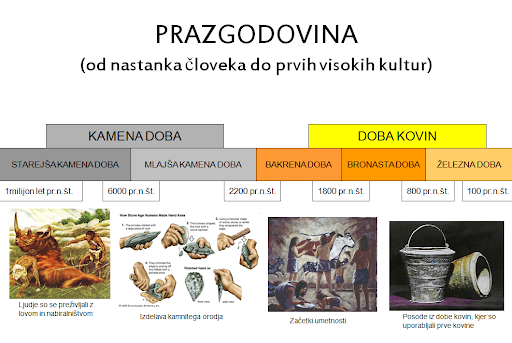 PRAZGODOVINA
(od nastanka človeka do prvih visokih kultur)
KAMENA DOBA
DOBA KOVIN
STAREJŠA KAMENA DOBA
MLAJŠA KAMENA DOBA
BAKRENA DOBA
BRONASTA DOBA
ŽELEZNA DOBA
1milijon let pr.n.št.
6000 pr.n.št.
2200 pr.n.št.
1800 pr.n.št.
800 pr.n.št.
100 pr.n.št.
How Stone Age Humans Made Hand Axes
Finished hand ax
Ljudje so se preživljali z
lovom in nabiralništvom
Izdelava kamnitega orodja
Začetki umetnosti
Posode iz dobe kovin, kjer so
uporabljali prve kovine